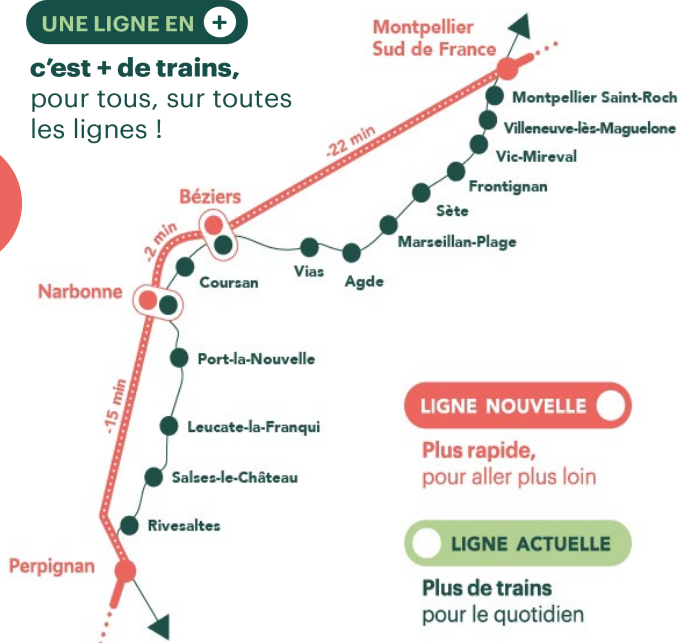 UNE LIGNE EN +
c'est + de trains,
pour tous, sur toutes
les lignes !
Montpellier
Sud de France
Montpellier Saint-Roch
Villeneuve-lès-Maguelone
Vic-Mireval
Frontignan
Sète
Marseillan-Plage
Agde
Vias
-22 min
Béziers
-2 min
Coursan
Narbonne
Port-la-Nouvelle
-15 min
Leucate-la-Franqui
Salses-le-Château
Rivesaltes
Perpignan
LIGNE NOUVELLE
Plus rapide,
pour aller plus loin
LIGNE ACTUELLE
Plus de trains
pour le quotidien